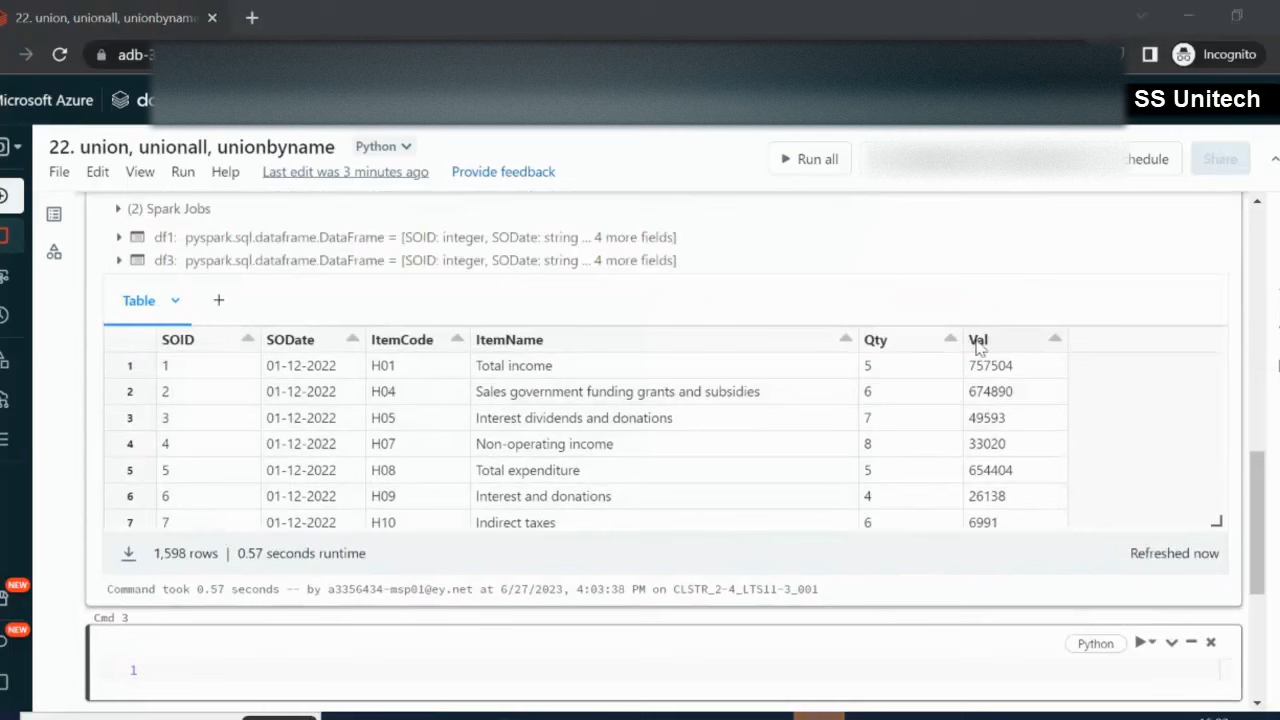 22. union, unionall, unionbyname
adb-3
Incognito
Microsoft Azure
SS Unitech
22. union, unionall, unionbyname Python
Run all
Share
File Edit View Run Help Last edit was 3 minutes ago Provide feedback
(2) Spark Jobs
df1: pyspark.sql.dataframe.DataFrame = [SOID: integer, SODate: string ... 4 more fields]
df3: pyspark.sql.dataframe.DataFrame = [SOID: integer, SODate: string ... 4 more fields]
Table +
SOID SODate ItemCode ItemName Qty Val
1 1 01-12-2022 H01 Total income 5 757504
2 2 01-12-2022 H04 Sales government funding grants and subsidies 6 674890
3 3 01-12-2022 H05 Interest dividends and donations 7 49593
4 4 01-12-2022 H07 Non-operating income 8 33020
5 5 01-12-2022 H08 Total expenditure 5 654404
6 6 01-12-2022 H09 Interest and donations 4 26138
7 7 01-12-2022 H10 Indirect taxes 6 6991
1,598 rows | 0.57 seconds runtime
Refreshed now
Command took 0.57 seconds -- by a3356434-msp01@ey.net at 6/27/2023, 4:03:38 PM on CLSTR_2-4_LTS11-3_001
Cmd 3
NEW
NEW
Python
1